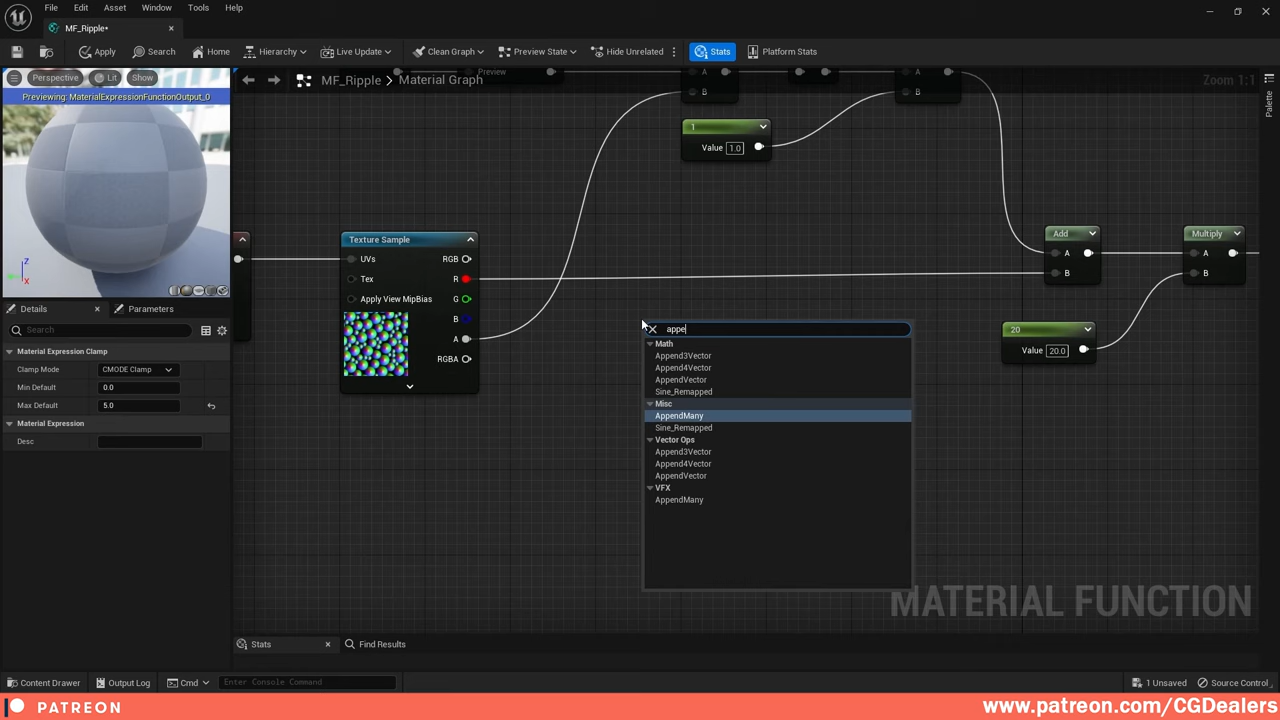 File Edit Asset Window Tools Help
MF_Ripple*
Apply Search Home Hierarchy Live Update Clean Graph Preview State Hide Unrelated Stats Platform Stats
Perspective Lit Show
MF_Ripple Material Graph
Zoom 1:1
Palette
Previewing: MaterialExpressionFunctionOutput_0
Preview
A
B
A
B
1
Value 1.0
Z
X
Details
Parameters
Search
Material Expression Clamp
Clamp Mode CMODE Clamp
Min Default 0.0
Max Default 5.0
Material Expression
Desc
Texture Sample
UVs RGB
Tex R
Apply View MipBias G
B
A
RGBA
Add
A
B
Multiply
A
B
20
Value 20.0
appe
Math
Append3Vector
Append4Vector
AppendVector
Sine_Remapped
Misc
AppendMany
Sine_Remapped
Vector Ops
Append3Vector
Append4Vector
AppendVector
VFX
AppendMany
MATERIAL FUNCTION
Stats
Find Results
Content Drawer Output Log Cmd Enter Console Command 1 Unsaved Source Control
PATREON
www.patreon.com/CGDealers